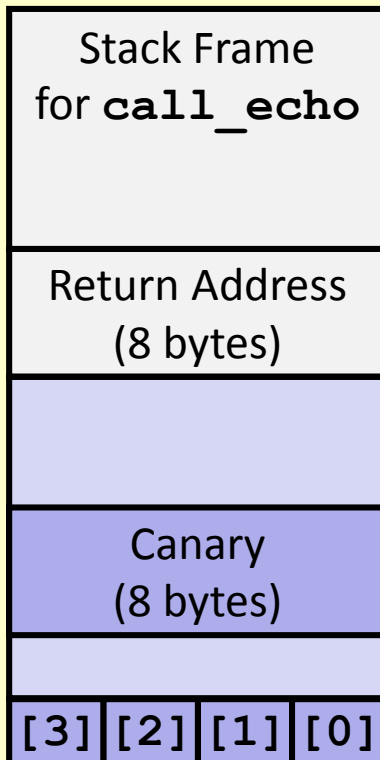 Stack Frame
for call_echo
Return Address
(8 bytes)
Canary
(8 bytes)
[3] [2] [1] [0]